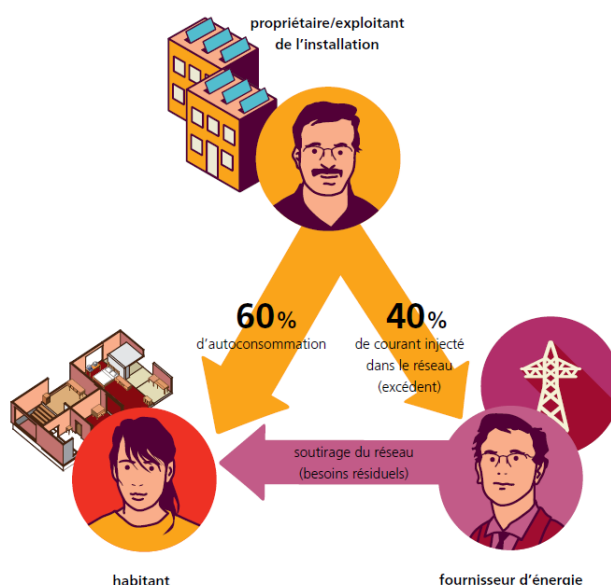 propriétaire/exploitant
de l’installation
60%
d’autoconsommation
40%
de courant injecté
dans le réseau
(excédent)
soutirage du réseau
(besoins résiduels)
habitant
fournisseur d’énergie